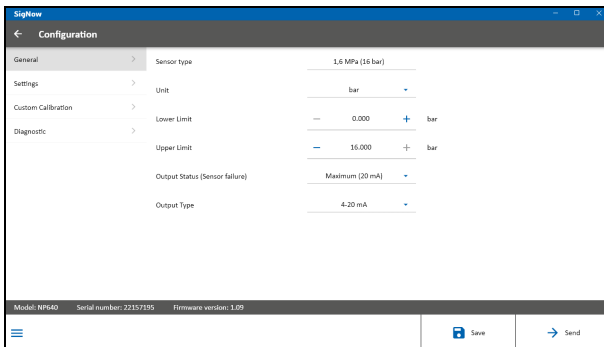 SigNow
Configuration
General
Sensor type 1,6 MPa (16 bar)
Settings
Unit bar
Custom Calibration
Lower Limit 0.000 bar
Diagnostic
Upper Limit 16.000 bar
Output Status (Sensor failure) Maximum (20 mA)
Output Type 4-20 mA
Model: NP640 Serial number: 22157195 Firmware version: 1.09
Save Send